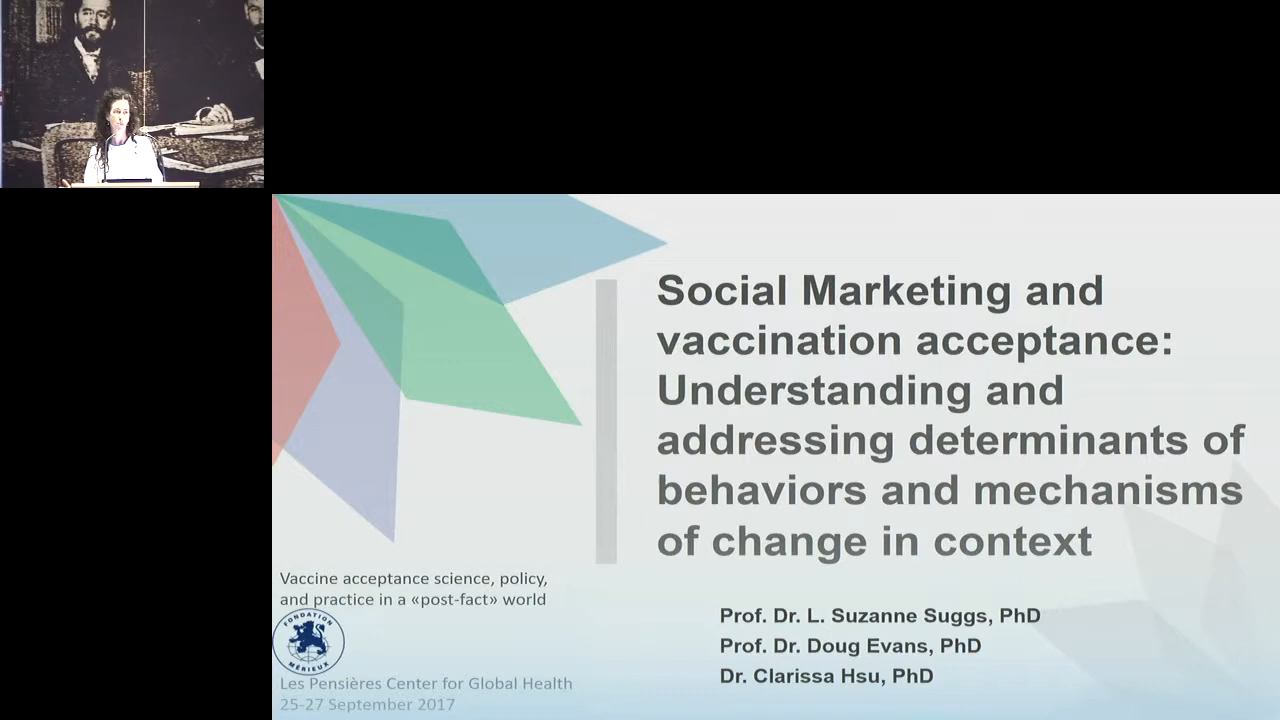 Social Marketing and
vaccination acceptance:
Understanding and
addressing determinants of
behaviors and mechanisms
of change in context
Vaccine acceptance science, policy,
and practice in a «post-fact» world
FONDATION
MÉRIEUX
Les Pensières Center for Global Health
25-27 September 2017
Prof. Dr. L. Suzanne Suggs, PhD
Prof. Dr. Doug Evans, PhD
Dr. Clarissa Hsu, PhD